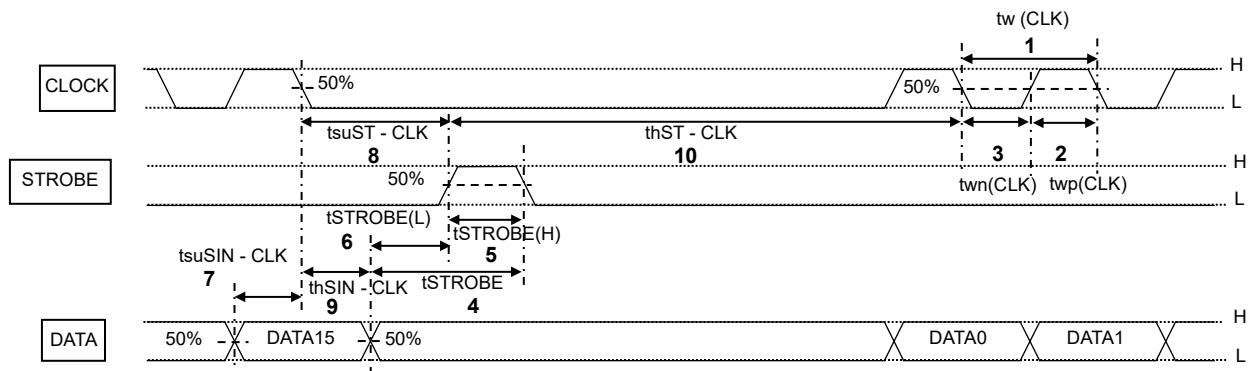 tw (CLK)
1
H
CLOCK
50%
50%
L
tsuST - CLK
thST - CLK
8
10
3
2
H
STROBE
50%
twn(CLK)
twp(CLK)
L
tSTROBE(L)
6
tSTROBE(H)
5
tsuSIN - CLK
7
thSIN - CLK
tSTROBE
9
4
H
DATA
50%
DATA15
50%
DATA0
DATA1
L